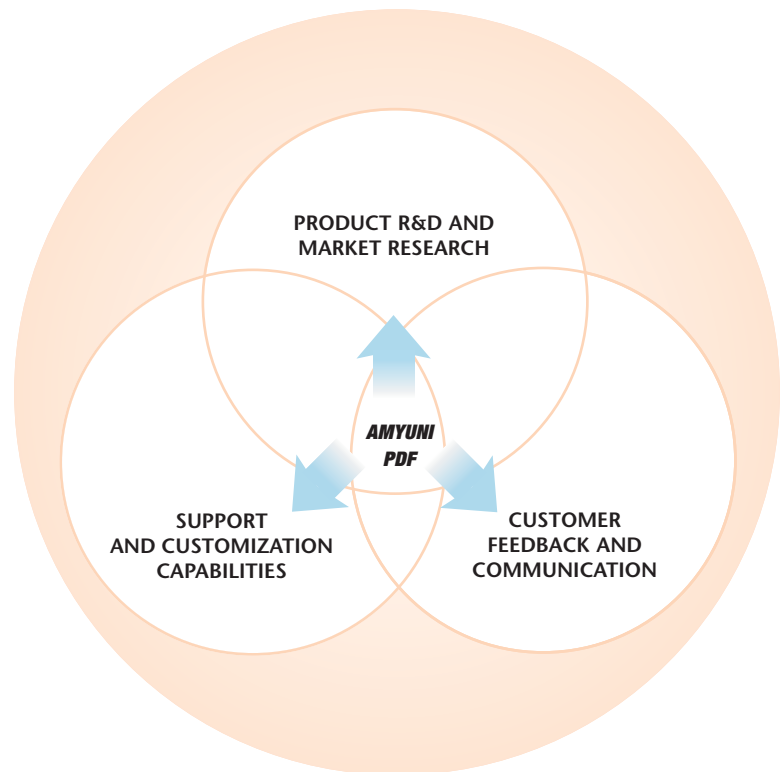 PRODUCT R&D AND
MARKET RESEARCH
AMYUNI
PDF
SUPPORT
AND CUSTOMIZATION
CAPABILITIES
CUSTOMER
FEEDBACK AND
COMMUNICATION